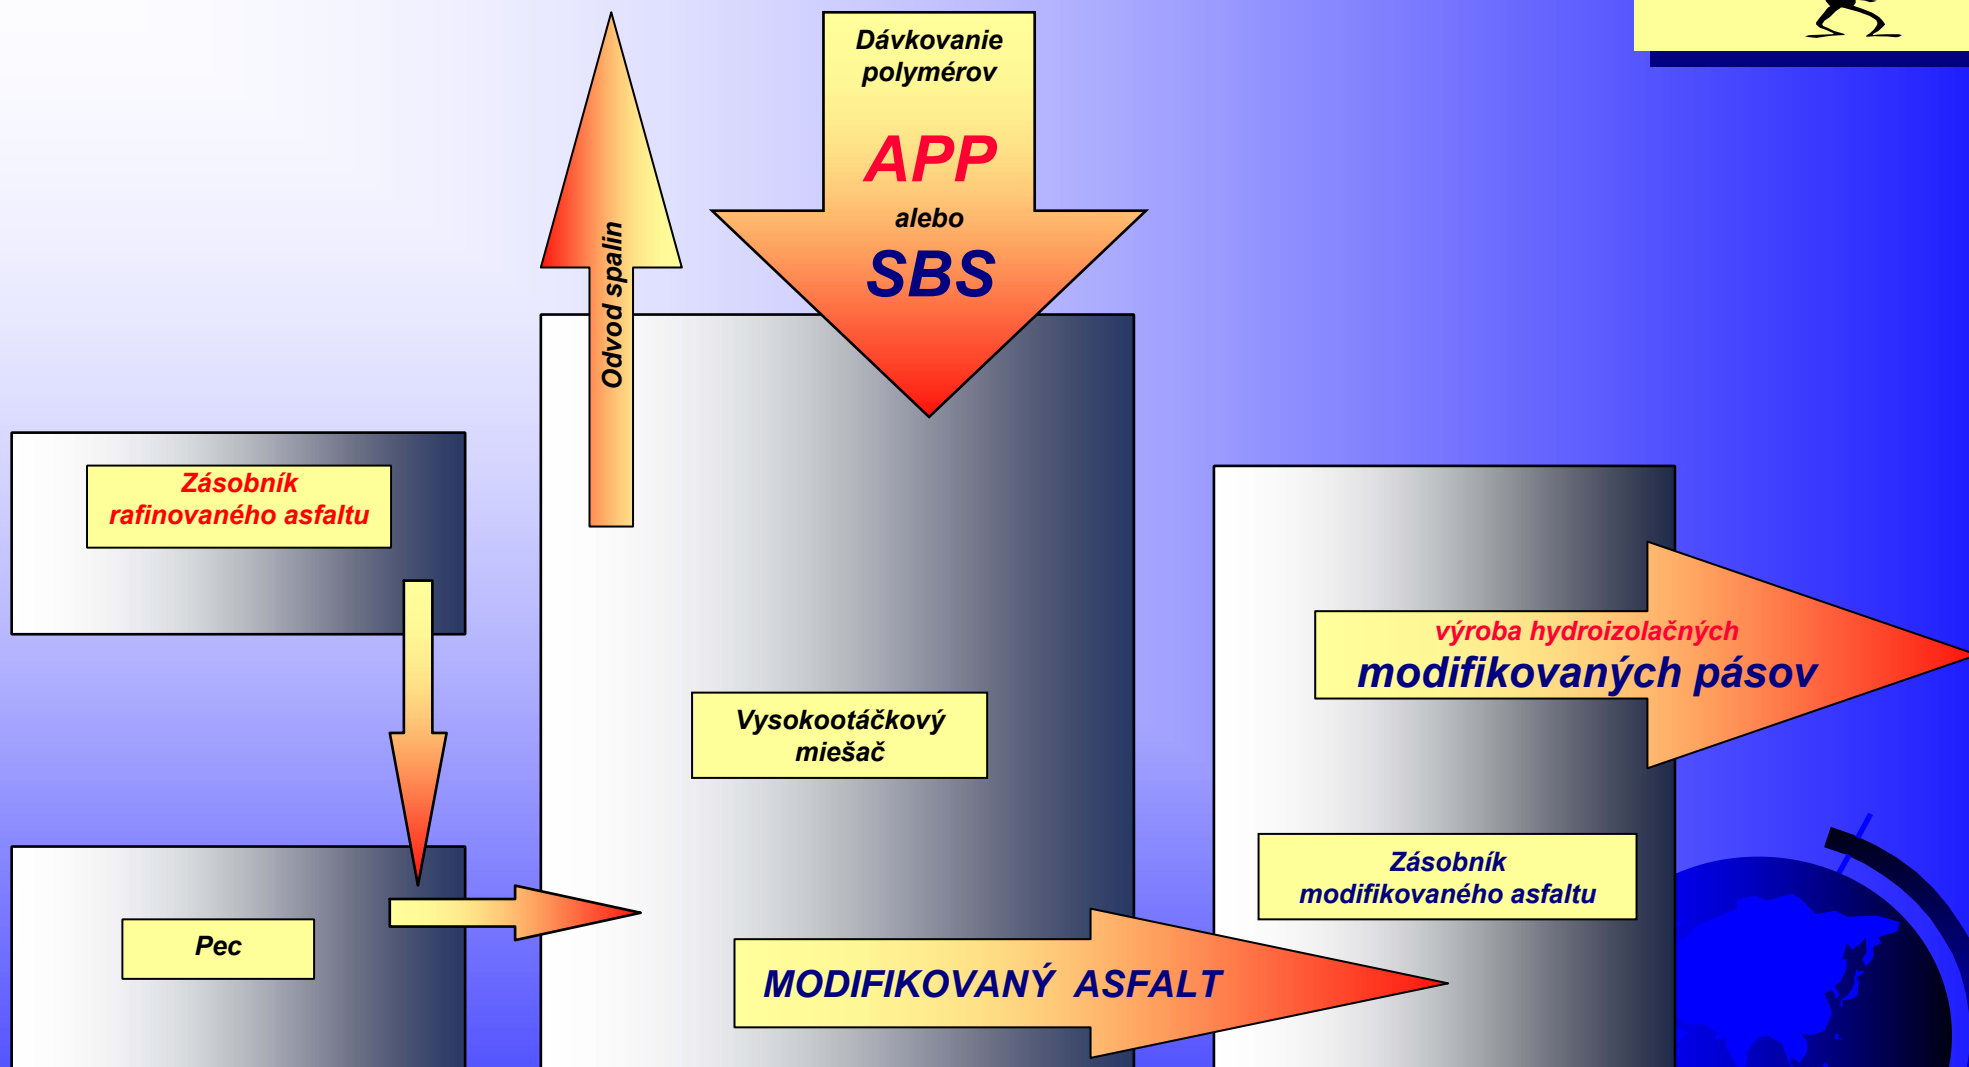 Dávkovanie
polymérov
APP
alebo
SBS
Odvod spalin
Zásobník
rafinovaného asfaltu
výroba hydroizolačných
modifikovaných pásov
Vysokootáčkový
miešač
Zásobník
modifikovaného asfaltu
Pec
MODIFIKOVANÝ ASFALT